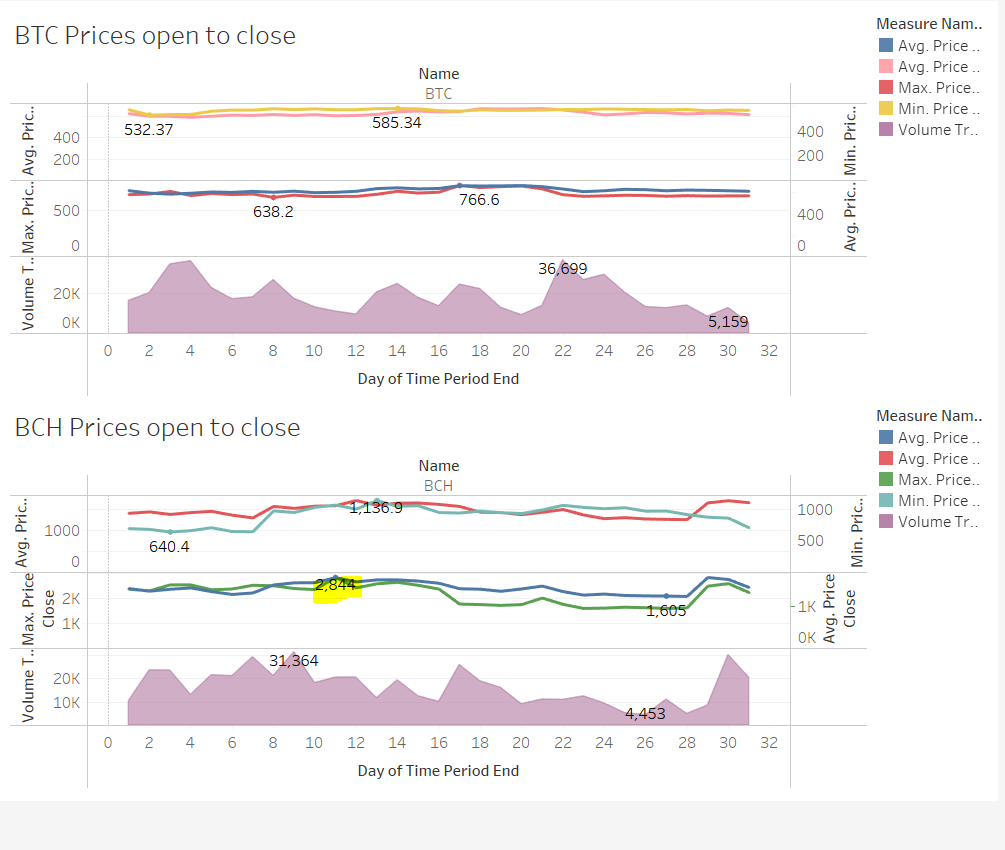 BTC Prices open to close
Measure Nam..
Avg. Price ..
Avg. Price ..
Max. Price..
Min. Price ..
Volume Tr..
Name
BTC
Avg. Pric..
400
200
532.37
585.34
400
200
Min. Pric..
Max. Pric..
500
0
638.2
766.6
400
0
Avg. Pric..
Volume T..
20K
0K
36,699
5,159
0 2 4 6 8 10 12 14 16 18 20 22 24 26 28 30 32
Day of Time Period End
BCH Prices open to close
Measure Nam..
Avg. Price ..
Avg. Price ..
Max. Price..
Min. Price ..
Volume Tr..
Name
BCH
Avg. Pric..
1000
0
640.4
1,136.9
1000
500
Min. Pric..
Max. Price
Close
2K
1K
2,844
1,605
1K
0K
Avg. Price
Close
Volume T..
20K
10K
31,364
4,453
0 2 4 6 8 10 12 14 16 18 20 22 24 26 28 30 32
Day of Time Period End